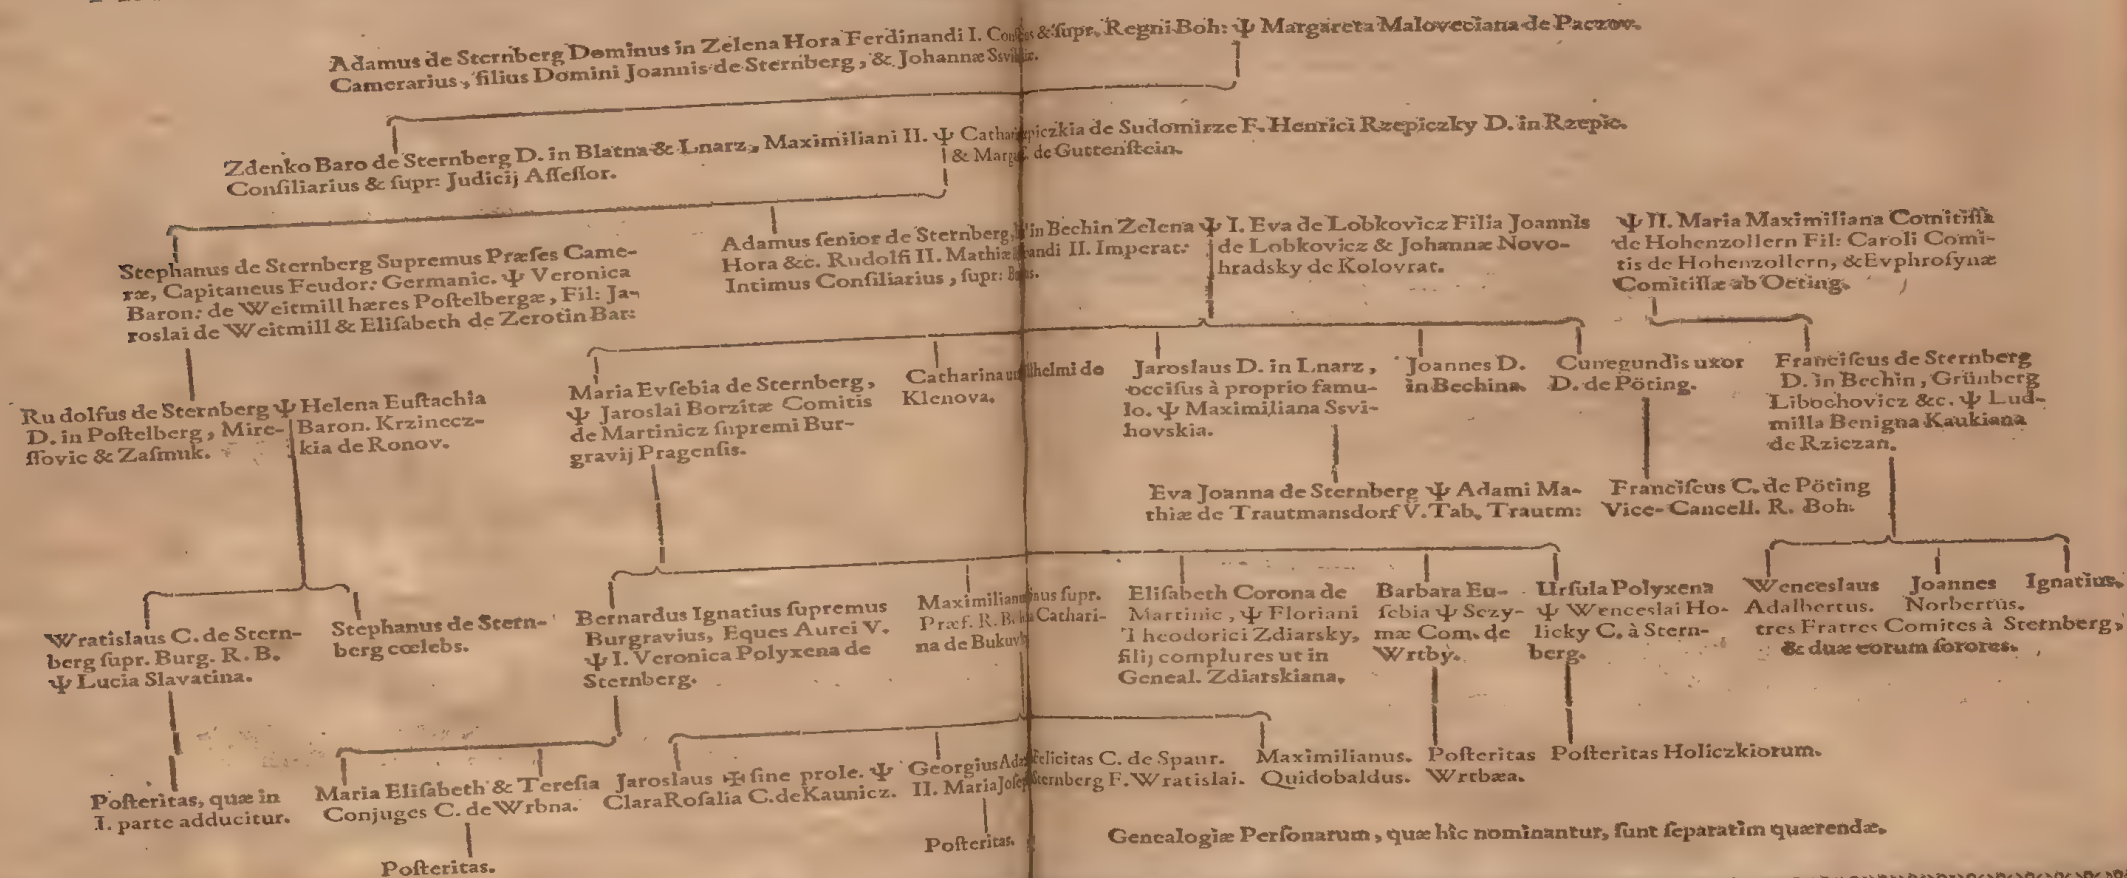 Adamus de Sternberg Dominus in Zelena Hora Ferdinandi I. & ſupr. Regni Boh: Ψ Margareta Maloveciana de Paczov.
Camerarius, filius Domini Joannis de Sternberg, & Johannæ
Zdenko Baro de Sternberg D. in Blatna & Lnarz, Maximiliani II. Ψ de Sudomirze F. Henrici Rzepiczky D. in Rzepic.
Conſiliarius & ſupr: Judicij Aſſeſſor.
& de Guttenſtein.
Stephanus de Sternberg Supremus Præſes Came-
ræ, Capitaneus Feudor: Germanic. Ψ Veronica
Baron: de Weitmill hæres Poſtelbergæ, Fil: Ja-
roslai de Weitmill & Eliſabeth de Zerotin Bar:
Adamus ſenior de Sternberg, in Bechin Zelena
Hora &c. Rudolfi II. Mathiæ II. Imperat:
Intimus Conſiliarius, ſupr:
Ψ I. Eva de Lobkovicz Filia Joannis
de Lobkovicz & Johannæ Novo-
hradsky de Kolovrat.
Ψ II. Maria Maximiliana Comitiſſa
de Hohenzollern Fil: Caroli Comi-
tis de Hohenzollern, & Evphroſynæ
Comitiſſæ ab Oeting.
Rudolfus de Sternberg
D. in Poſtelberg, Mire-
ſſovic & Zaſmuk.
Ψ Helena Euſtachia
Baron. Krzinecz-
kia de Ronov.
Maria Evſebia de Sternberg,
Ψ Jaroslai Borzitæ Comitis
de Martinicz ſupremi Bur-
gravij Pragenſis.
Catharina de
Klenova.
Jaroslaus D. in Lnarz,
occiſus à proprio famu-
lo. Ψ Maximiliana Ssvi-
hovskia.
Joannes D.
in Bechina.
Cunegundis uxor
D. de Pöting.
Franciſcus de Sternberg
D. in Bechin, Grünberg
Libochovicz &c. Ψ Lud-
milla Benigna Kaukiana
de Rziczan.
Eva Joanna de Sternberg Ψ Adami Ma-
thiæ de Trautmansdorf V. Tab. Trautm:
Franciſcus C. de Pöting
Vice-Cancell. R. Boh:
Wratislaus C. de Stern-
berg ſupr. Burg. R. B.
Ψ Lucia Slavatina.
Stephanus de Stern-
berg cœlebs.
Bernardus Ignatius ſupremus
Burgravius, Eques Aurei V.
Ψ I. Veronica Polyxena de
Sternberg.
ſupr.
Præf. R. B. Cathari-
na de
Eliſabeth Corona de
Martinic, Ψ Floriani
Theodorici Zdiarsky,
filij complures ut in
Geneal. Zdiarskiana.
Barbara Eu-
ſebia Ψ Sezy-
mæ Com. de
Wrtby.
Urſula Polyxena
Ψ Wenceslai Ho-
licky C. à Stern-
berg.
Wenceslaus
Adalbertus.
Joannes
Norbertus.
Ignatius.
tres Fratres Comites à Sternberg,
& duæ eorum ſorores.
Poſteritas, quæ in
I. parte adducitur.
Maria Eliſabeth & Tereſia
Conjuges C. de Wrbna.
Poſteritas.
Jaroslaus ✠ ſine prole. Ψ
Clara Roſalia C. de Kaunicz.
Georgius Felicitas C. de Spaur.
II. Maria Sternberg F. Wratislai.
Poſteritas.
Maximilianus.
Quidobaldus.
Poſteritas
Wrtbæa.
Poſteritas Holiczkiorum.
Genealogiæ Perſonarum, quæ hîc nominantur, ſunt ſeparatim quærendæ.